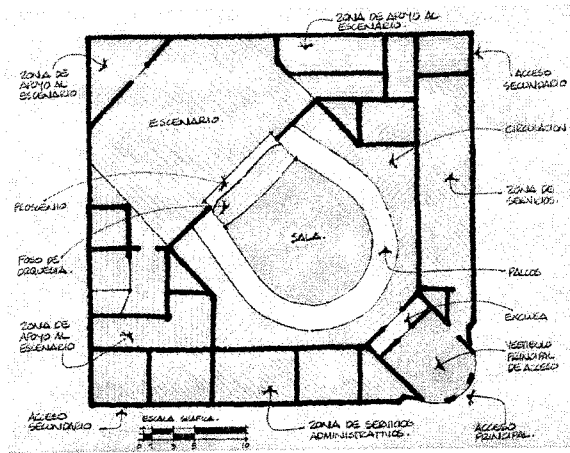 ZONA DE APOYO AL
ESCENARIO.
ZONA DE
APOYO AL
ESCENARIO
ACCESO
SECUNDARIO
ESCENARIO.
CIRCULACION
PROSCENIO
ZONA DE
SERVICIOS.
SALA.
FOSO DE
ORQUESTA.
PALCOS
ZONA DE
APOYO AL
ESCENARIO
VESTIBULO
PRINCIPAL
DE ACCESO
ACCESO
SECUNDARIO
ESCALA GRAFICA.
ZONA DE SERVICIOS
ADMINISTRATIVOS.
ACCESO
PRINCIPAL.